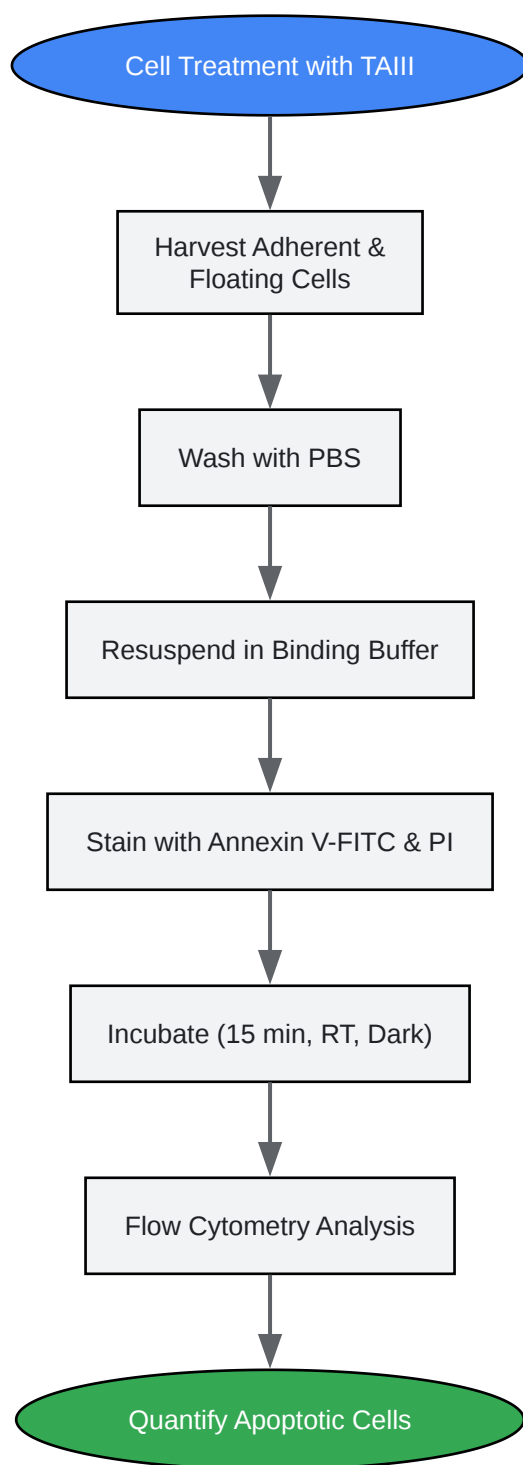 Cell Treatment with TAIII
Harvest Adherent &
Floating Cells
Wash with PBS
Resuspend in Binding Buffer
Stain with Annexin V-FITC & PI
Incubate (15 min, RT, Dark)
Flow Cytometry Analysis
Quantify Apoptotic Cells